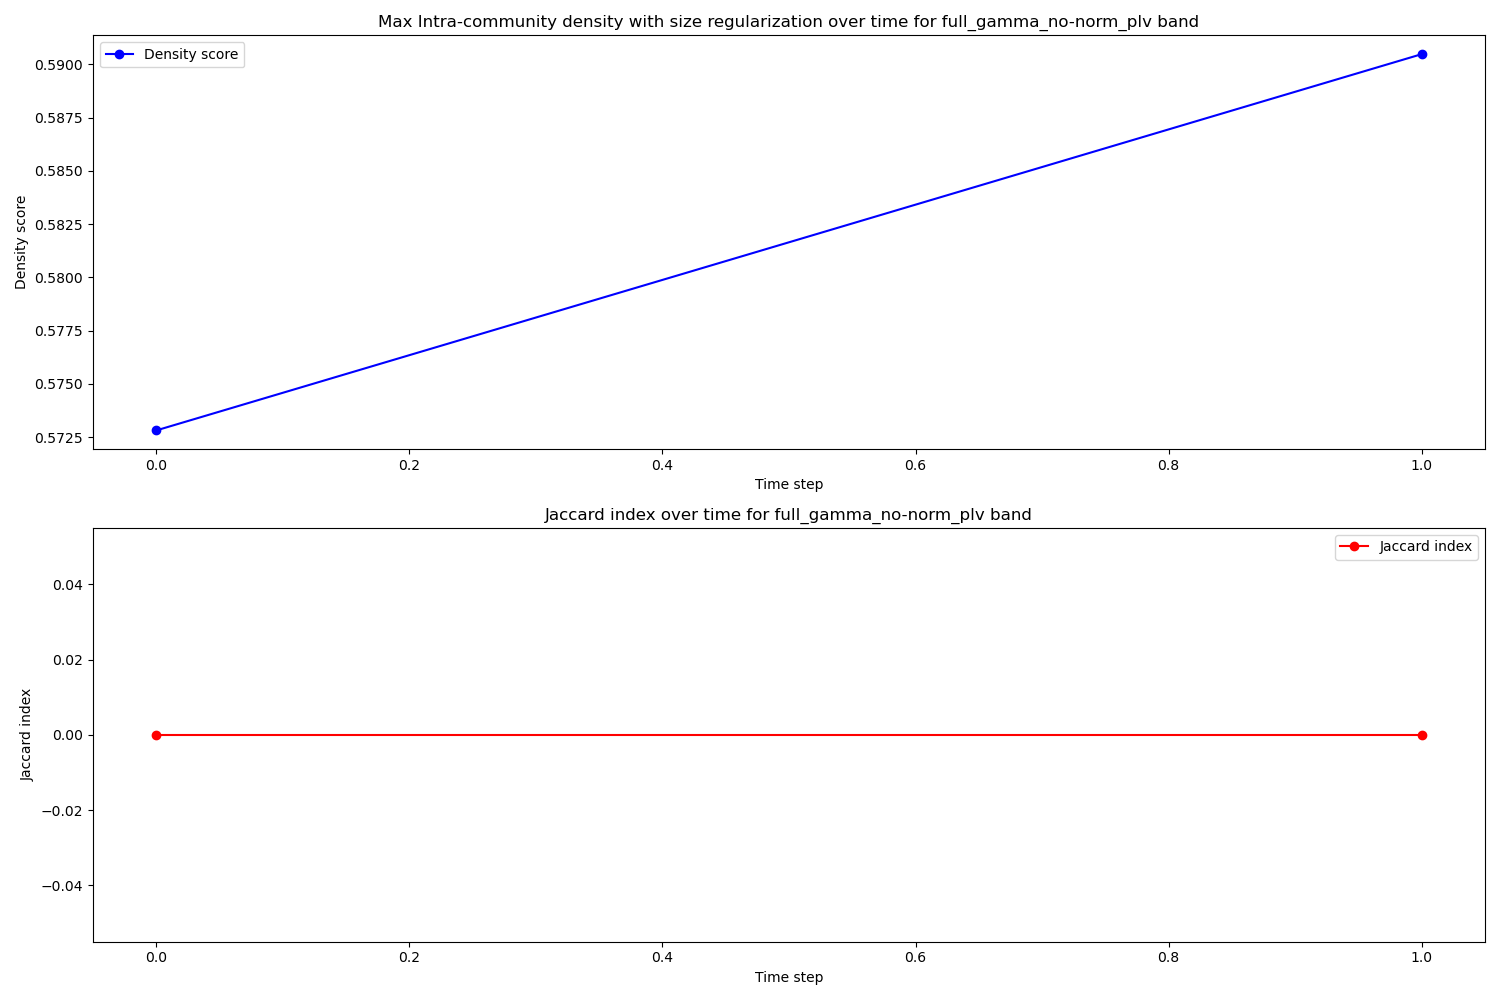 Max Intra-community density with size regularization over time for full_gamma_no-norm_plv band
Density score
0.5900
0.5875
0.5850
0.5825
0.5800
0.5775
0.5750
0.5725
Density score
0.0 0.2 0.4 0.6 0.8 1.0
Time step
Jaccard index over time for full_gamma_no-norm_plv band
Jaccard index
0.04
0.02
0.00
−0.02
−0.04
Jaccard index
0.0 0.2 0.4 0.6 0.8 1.0
Time step